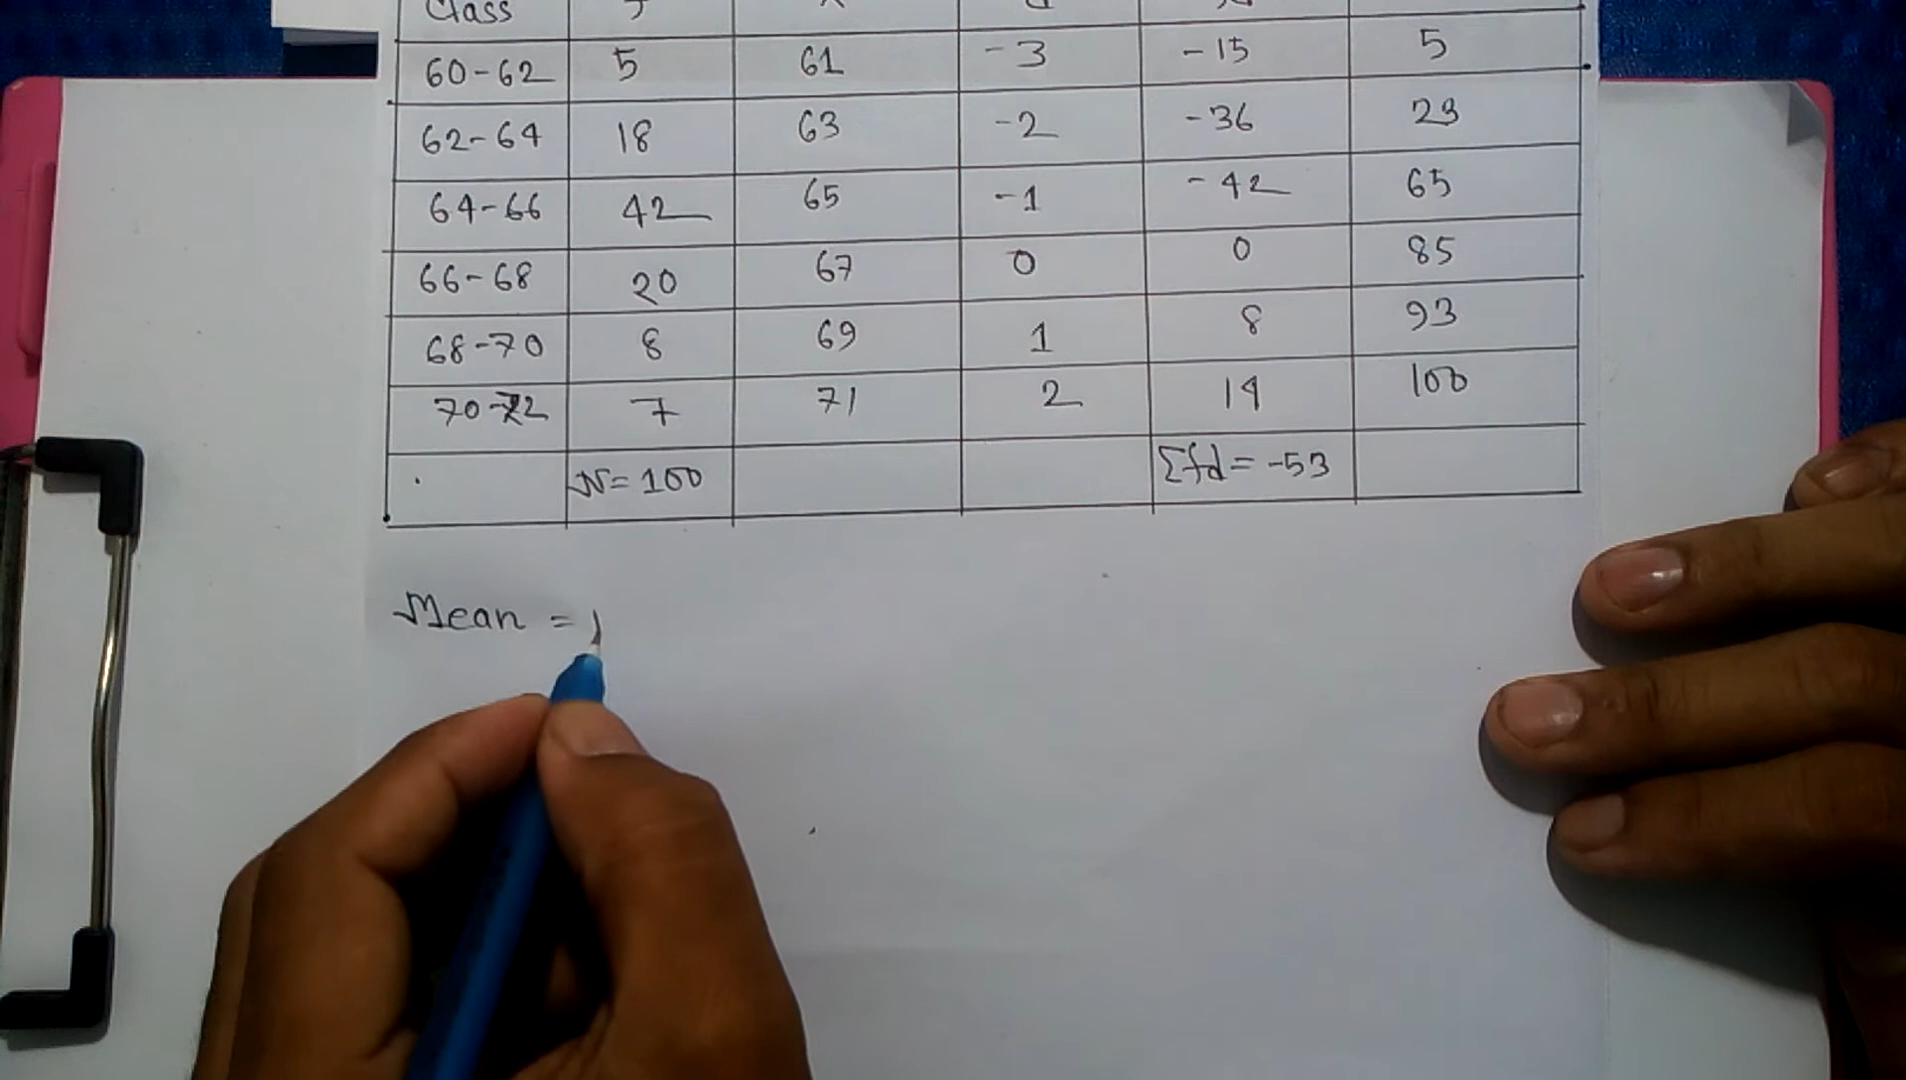 Class f x d
60-62 5 61 -3 -15 5
62-64 18 63 -2 -36 23
64-66 42 65 -1 -42 65
66-68 20 67 0 0 85
68-70 8 69 1 8 93
70-72 7 71 2 14 100
N=100 Σfd = -53
Mean =